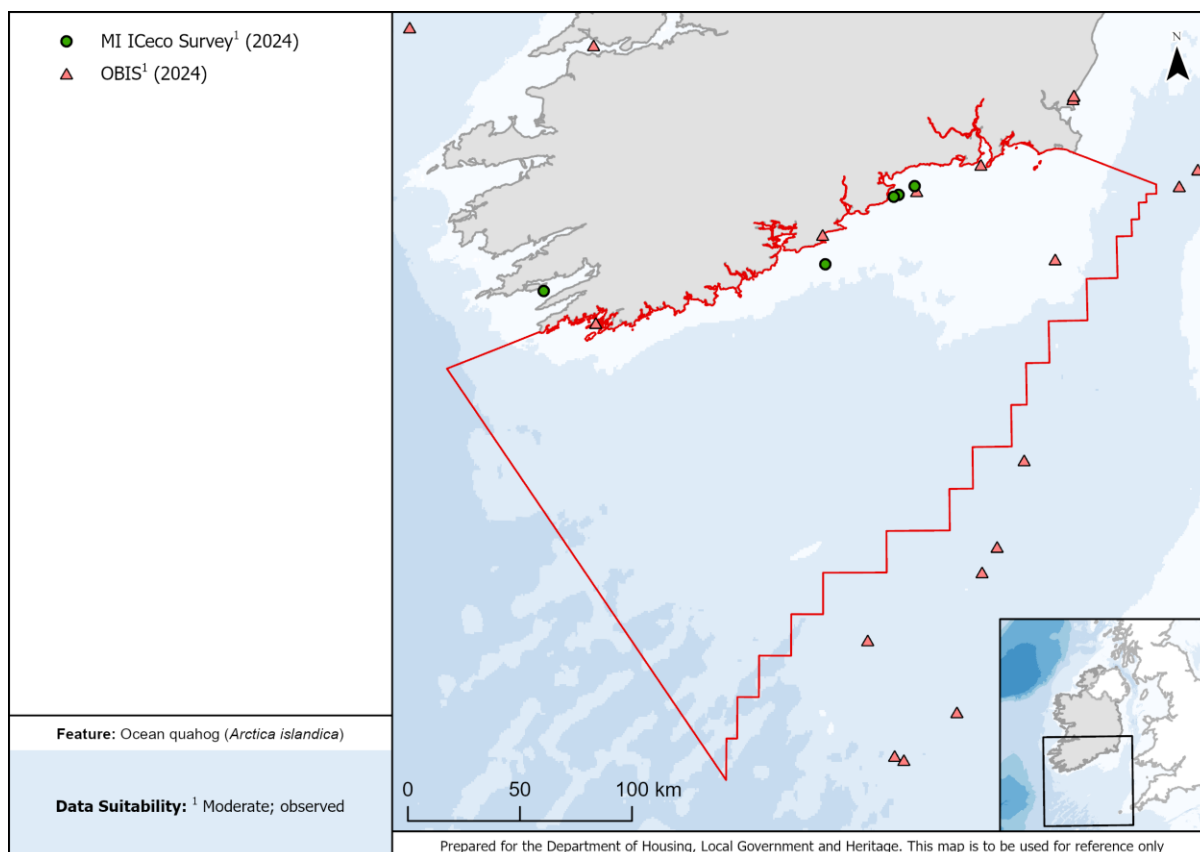 MI ICeco Survey¹ (2024)
OBIS¹ (2024)
N
0 50 100 km
Feature: Ocean quahog (Arctica islandica)
Data Suitability: ¹ Moderate; observed
Prepared for the Department of Housing, Local Government and Heritage. This map is to be used for reference only